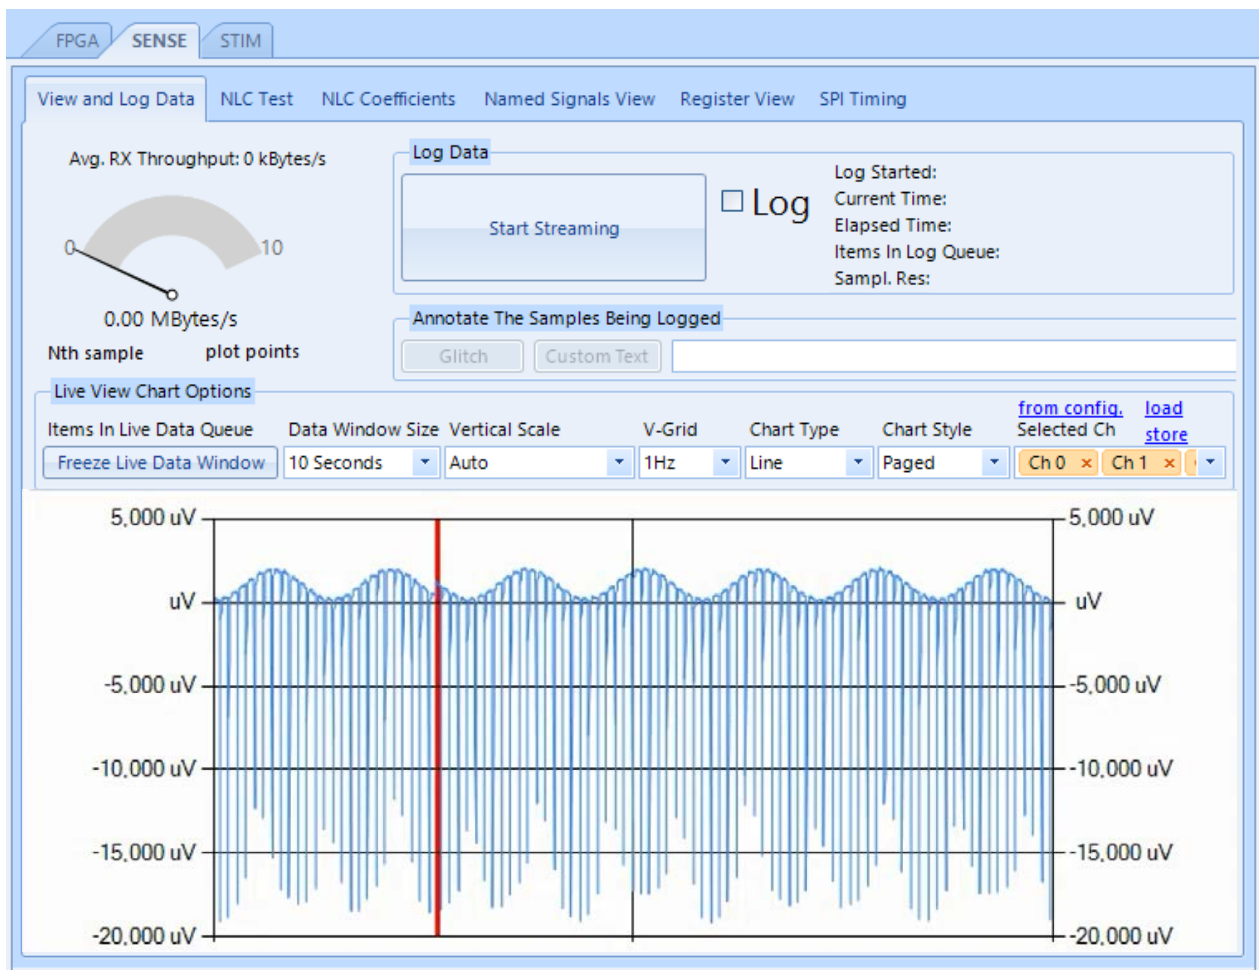 FPGA SENSE STIM
View and Log Data NLC Test NLC Coefficients Named Signals View Register View SPI Timing
Avg. RX Throughput: 0 kBytes/s
0 10
0.00 MBytes/s
Nth sample plot points
Log Data
Start Streaming
Log
Log Started:
Current Time:
Elapsed Time:
Items In Log Queue:
Sampl. Res:
Annotate The Samples Being Logged
Glitch Custom Text
Live View Chart Options
from config. load
Items In Live Data Queue Data Window Size Vertical Scale V-Grid Chart Type Chart Style Selected Ch store
Freeze Live Data Window 10 Seconds Auto 1Hz Line Paged Ch 0 × Ch 1 ×
5,000 uV 5,000 uV
uV uV
-5,000 uV -5,000 uV
-10,000 uV -10,000 uV
-15,000 uV -15,000 uV
-20,000 uV -20,000 uV